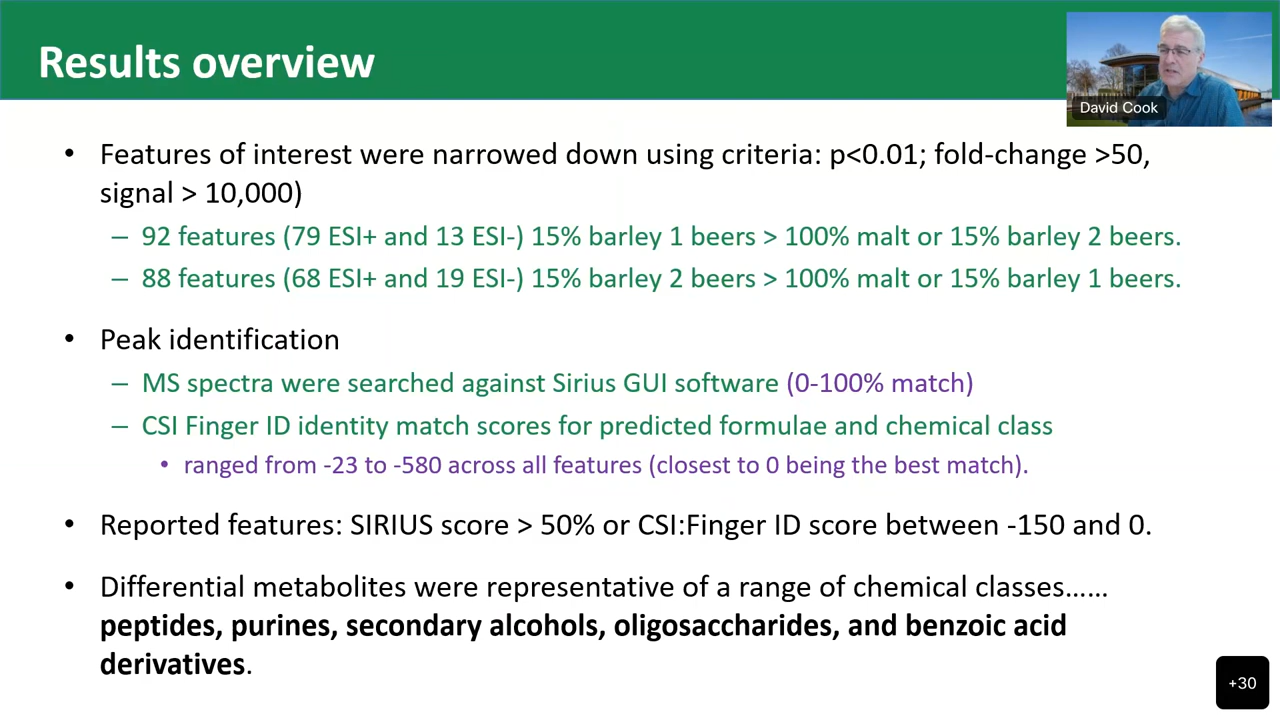 Results overview
David Cook
• Features of interest were narrowed down using criteria: p<0.01; fold-change >50,
signal > 10,000)
– 92 features (79 ESI+ and 13 ESI-) 15% barley 1 beers > 100% malt or 15% barley 2 beers.
– 88 features (68 ESI+ and 19 ESI-) 15% barley 2 beers > 100% malt or 15% barley 1 beers.
• Peak identification
– MS spectra were searched against Sirius GUI software (0-100% match)
– CSI Finger ID identity match scores for predicted formulae and chemical class
• ranged from -23 to -580 across all features (closest to 0 being the best match).
• Reported features: SIRIUS score > 50% or CSI:Finger ID score between -150 and 0.
• Differential metabolites were representative of a range of chemical classes……
peptides, purines, secondary alcohols, oligosaccharides, and benzoic acid
derivatives.
+30